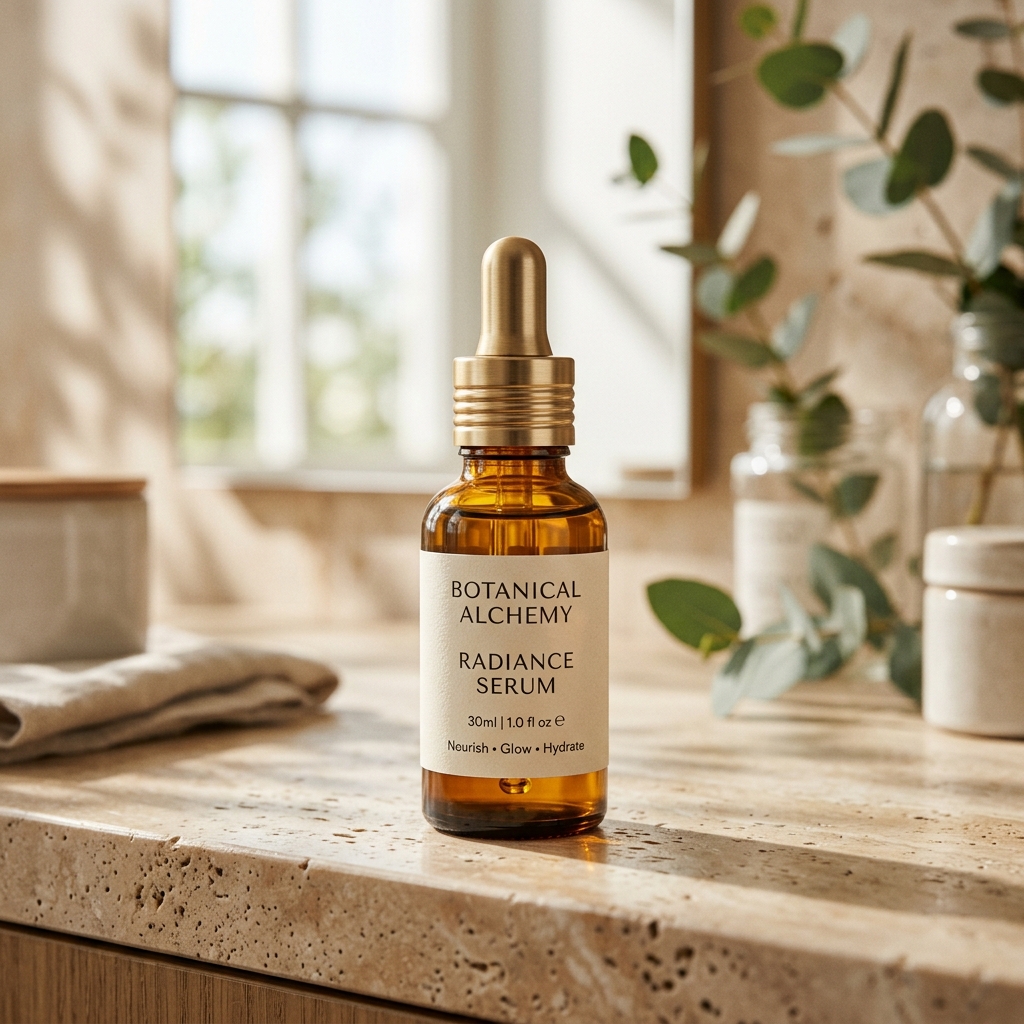 BOTANICAL
ALCHEMY
RADIANCE
SERUM
30ml | 1.0 fl oz ℮
Nourish • Glow • Hydrate